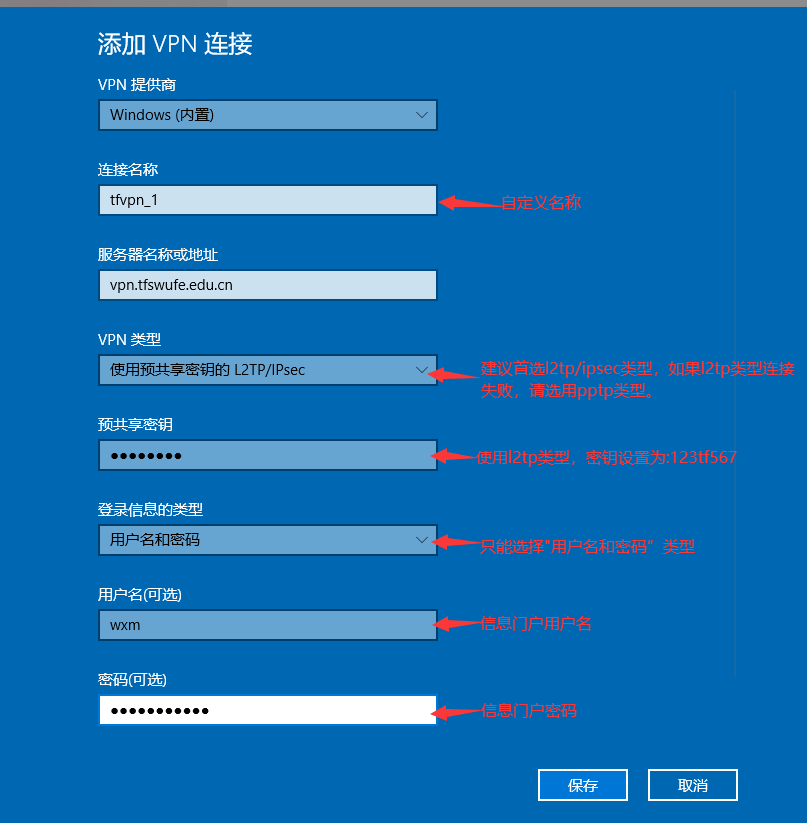 添加 VPN 连接
VPN 提供商
Windows (内置)
连接名称
tfvpn_1
自定义名称
服务器名称或地址
vpn.tfswufe.edu.cn
VPN 类型
使用预共享密钥的 L2TP/IPsec
建议首选l2tp/ipsec类型，如果l2tp类型连接
失败，请选用pptp类型。
预共享密钥
●●●●●●●●
使用l2tp类型，密钥设置为:123tf567
登录信息的类型
用户名和密码
只能选择"用户名和密码”类型
用户名(可选)
wxm
信息门户用户名
密码(可选)
●●●●●●●●●●●
信息门户密码
保存
取消